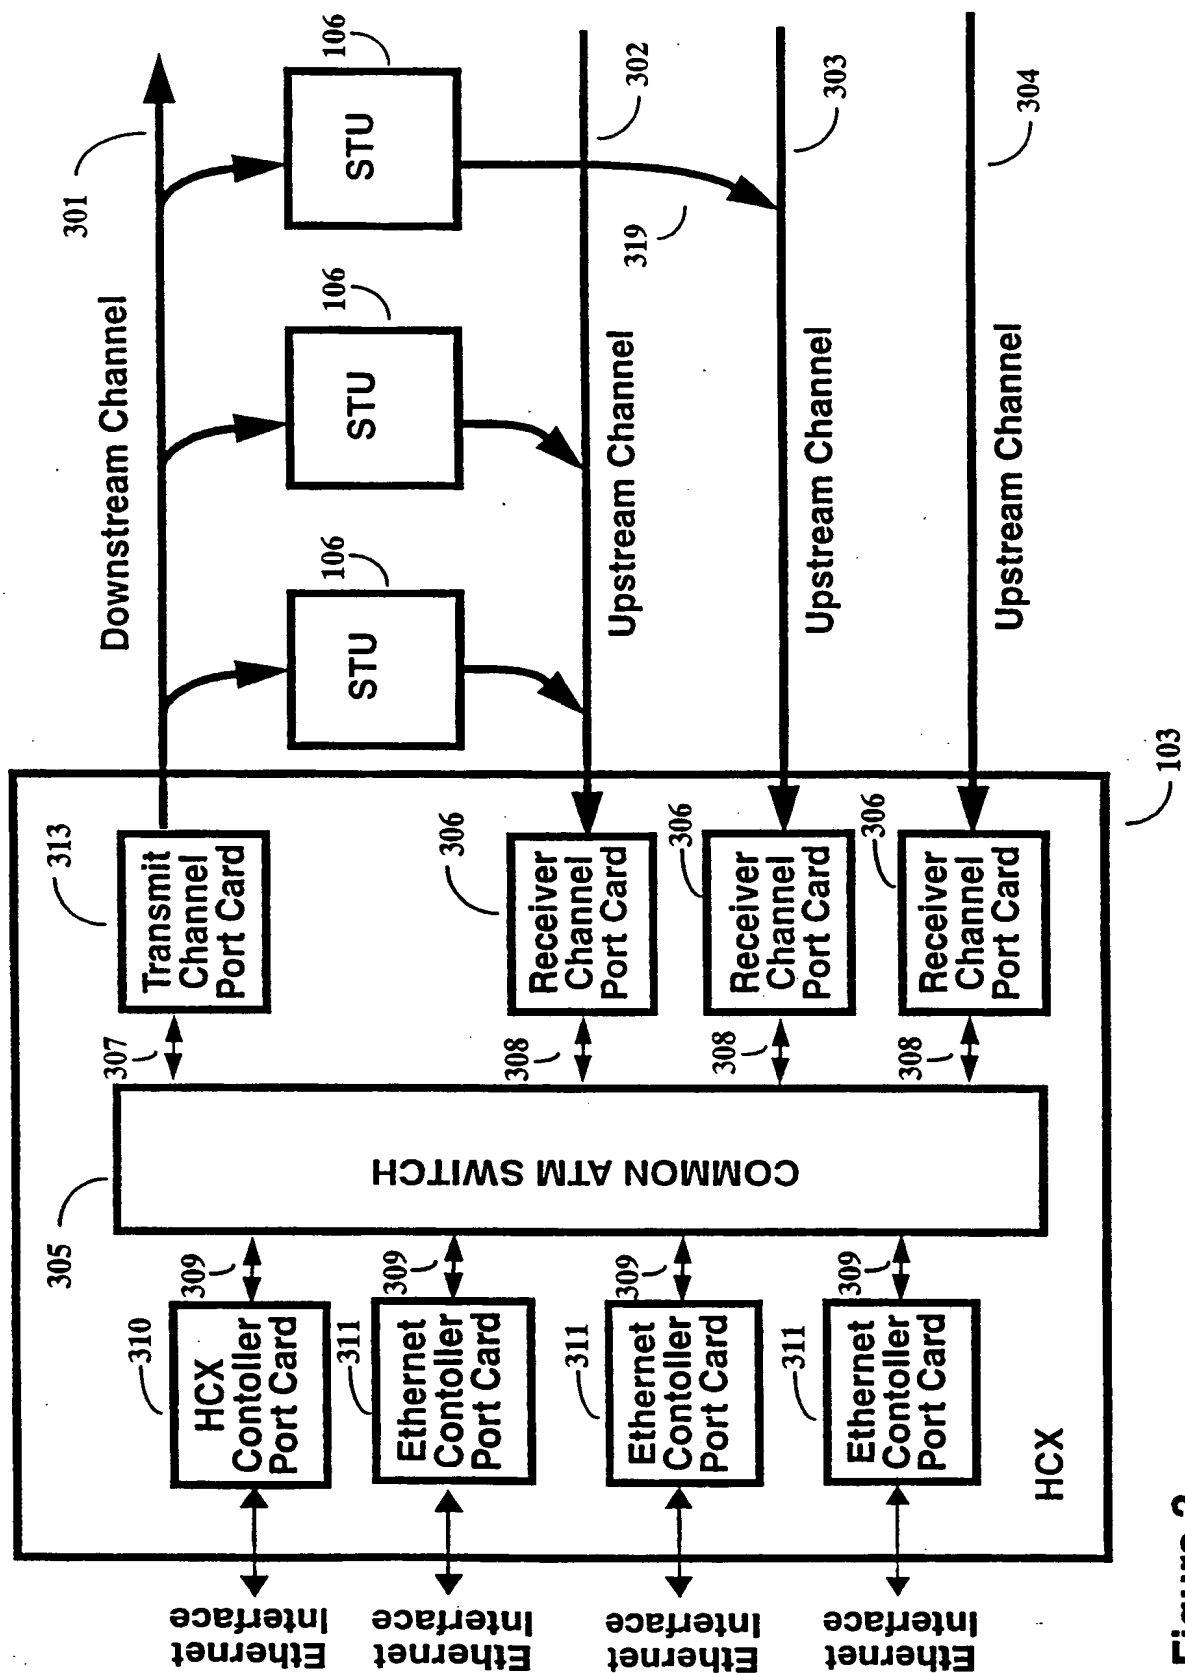 301
Downstream Channel
106
STU
106
STU
106
STU
319
302
Upstream Channel
303
Upstream Channel
304
Upstream Channel
313
Transmit
Channel
Port Card
306
Receiver
Channel
Port Card
306
Receiver
Channel
Port Card
306
Receiver
Channel
Port Card
307
308
308
308
305
COMMON ATM SWITCH
309
309
309
309
310
HCX
Contoller
Port Card
311
Ethernet
Contoller
Port Card
311
Ethernet
Contoller
Port Card
311
Ethernet
Contoller
Port Card
HCX
103
Ethernet
Interface
Ethernet
Interface
Ethernet
Interface
Ethernet
Interface
Figure